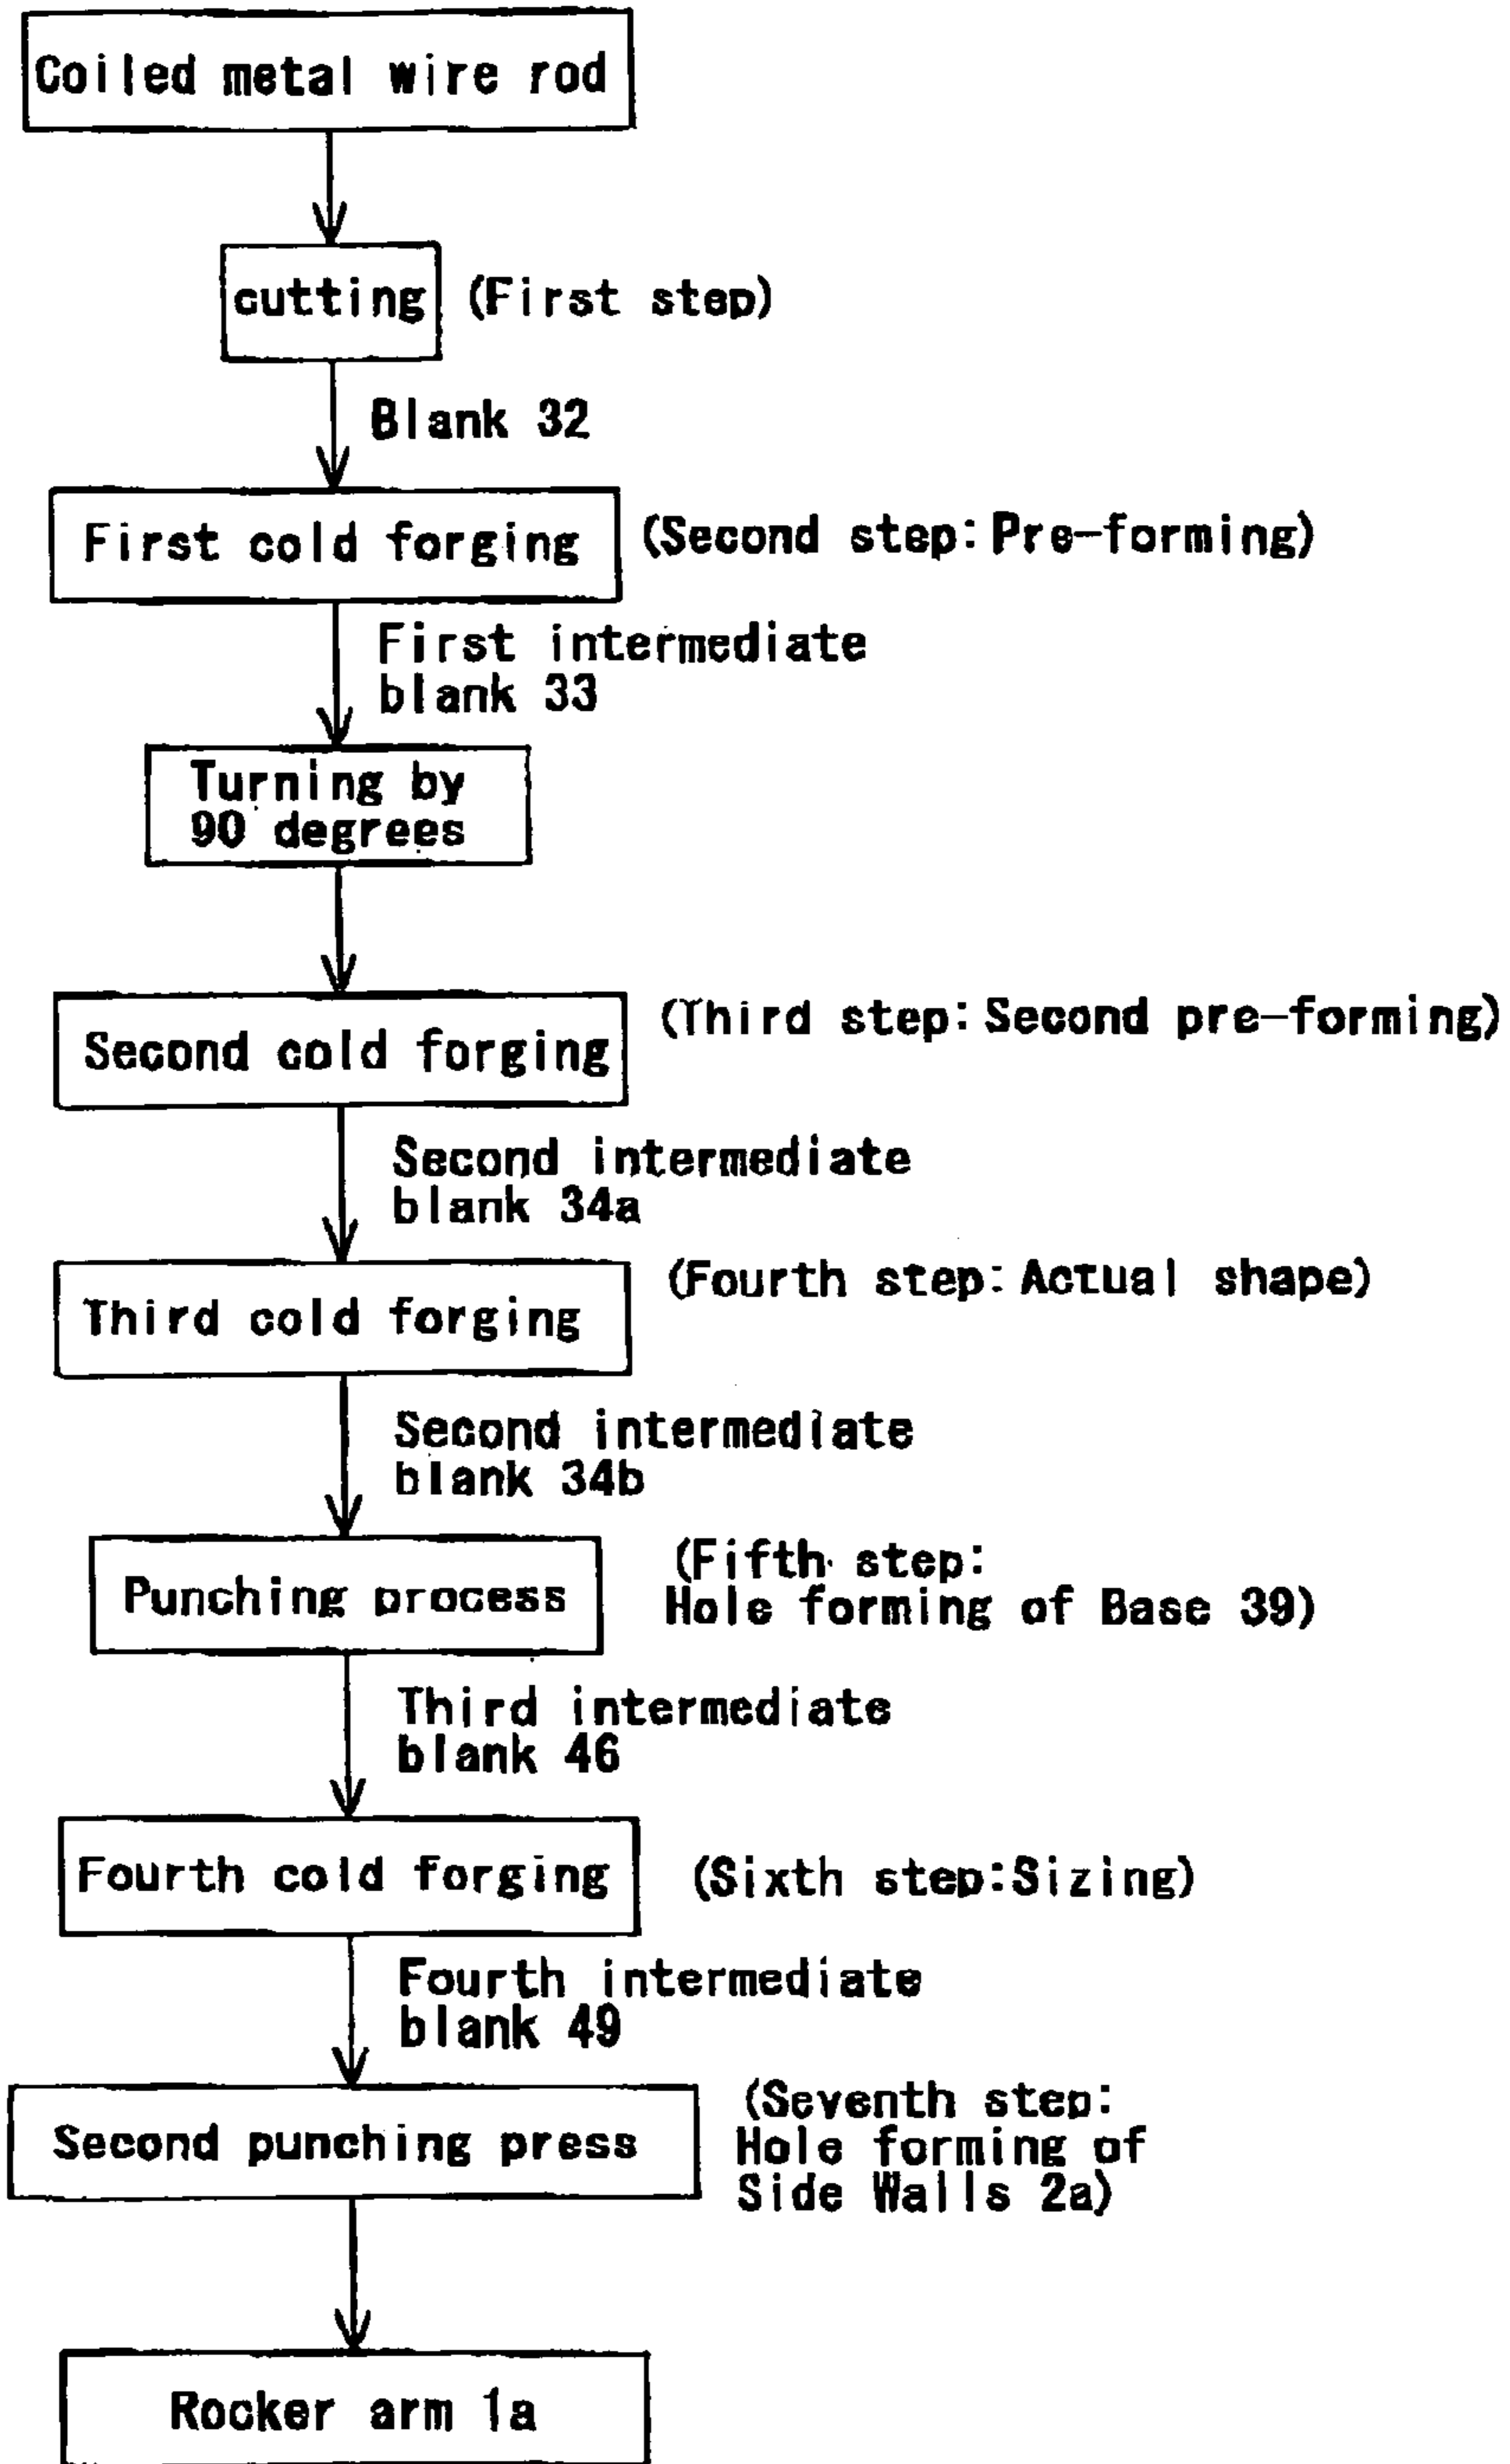 Coiled metal wire rod
cutting (First step)
Blank 32
First cold forging (Second step: Pre-forming)
First intermediate
blank 33
Turning by
90 degrees
Second cold forging (Third step: Second pre-forming)
Second intermediate
blank 34a
Third cold forging (Fourth step: Actual shape)
Second intermediate
blank 34b
Punching process
(Fifth step:
Hole forming of Base 39)
Third intermediate
blank 46
Fourth cold forging (Sixth step:Sizing)
Fourth intermediate
blank 49
Second punching press
(Seventh step:
Hole forming of
Side Walls 2a)
Rocker arm 1a